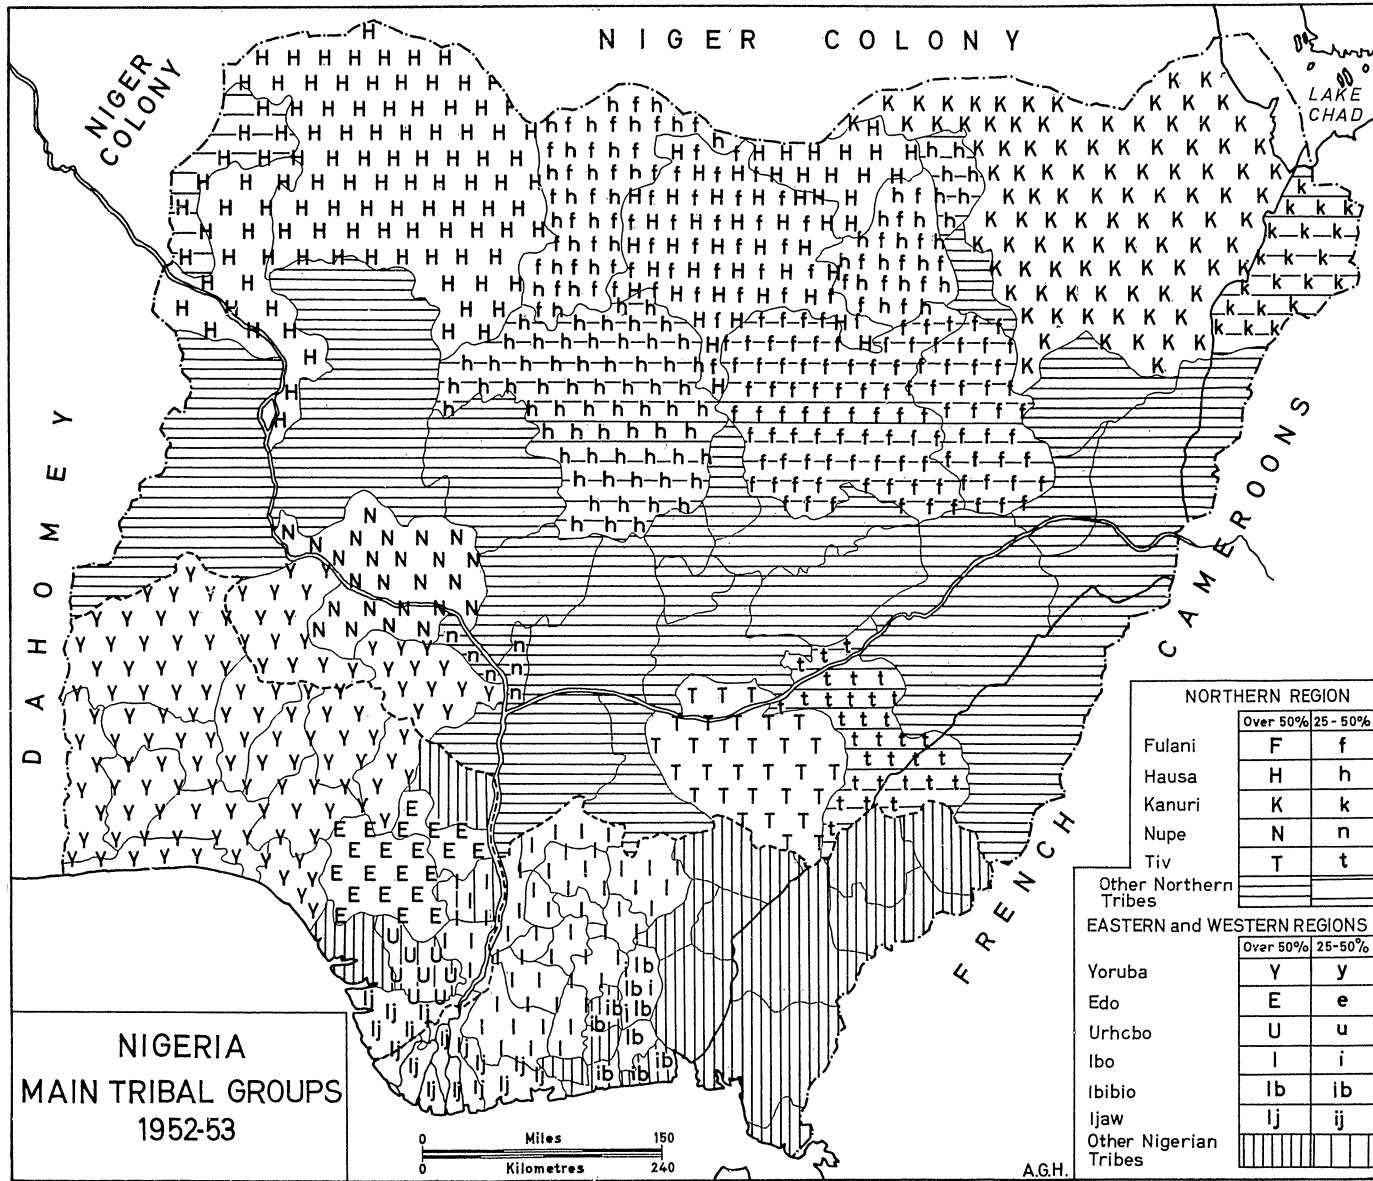 NIGER COLONY
NIGER
COLONY
LAKE
CHAD
DAHOMEY
FRENCH CAMEROONS
NORTHERN REGION
Over 50% 25-50%
Fulani F f
Hausa H h
Kanuri K k
Nupe N n
Tiv T t
Other Northern
Tribes
EASTERN and WESTERN REGIONS
Over 50% 25-50%
Yoruba Y y
Edo E e
Urhcbo U u
Ibo I i
Ibibio Ib ib
Ijaw Ij ij
Other Nigerian
Tribes
NIGERIA
MAIN TRIBAL GROUPS
1952-53
0 Miles 150
0 Kilometres 240
A.G.H.